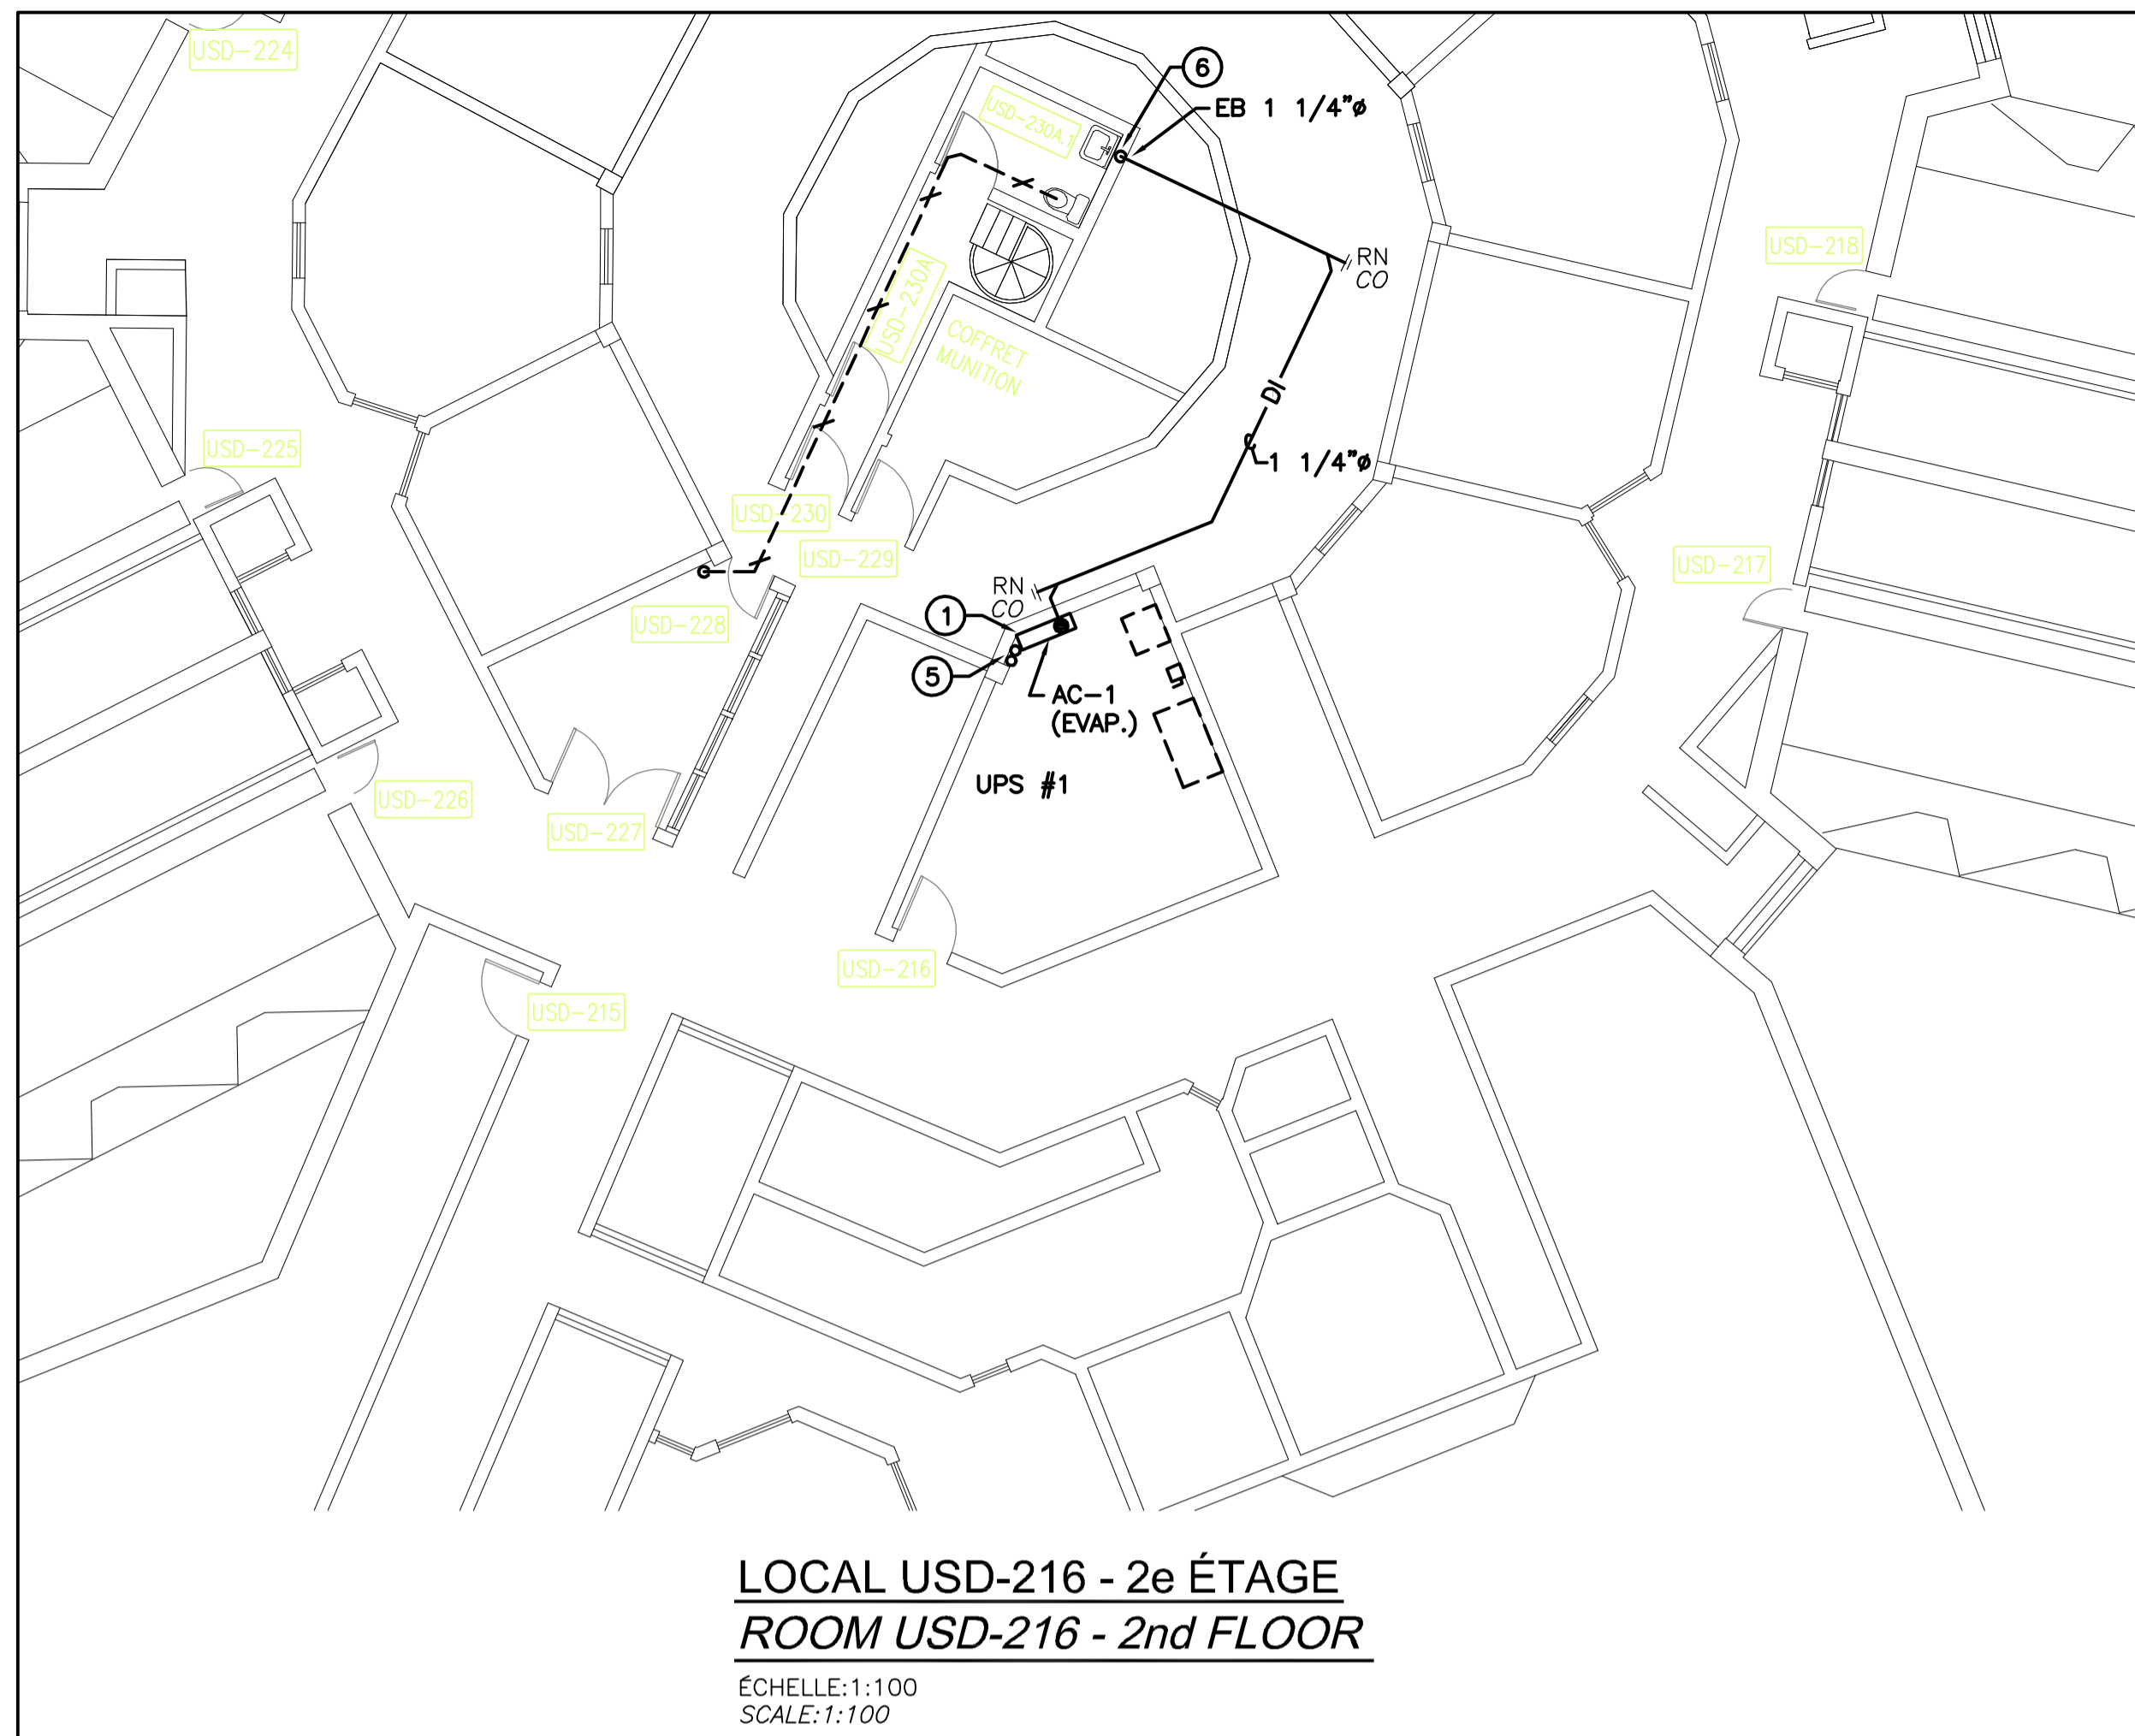 USD-224
6
EB 1 1/4"ø
USD-230A.1
RN
CO
USD-218
USD-230A
COFFRET
MUNITION
DI
USD-225
1 1/4"ø
USD-230
USD-229
USD-217
RN
CO
1
USD-228
5
AC-1
(EVAP.)
UPS #1
USD-226
USD-227
USD-216
USD-215
LOCAL USD-216 - 2e ÉTAGE
ROOM USD-216 - 2nd FLOOR
ÉCHELLE:1:100
SCALE:1:100